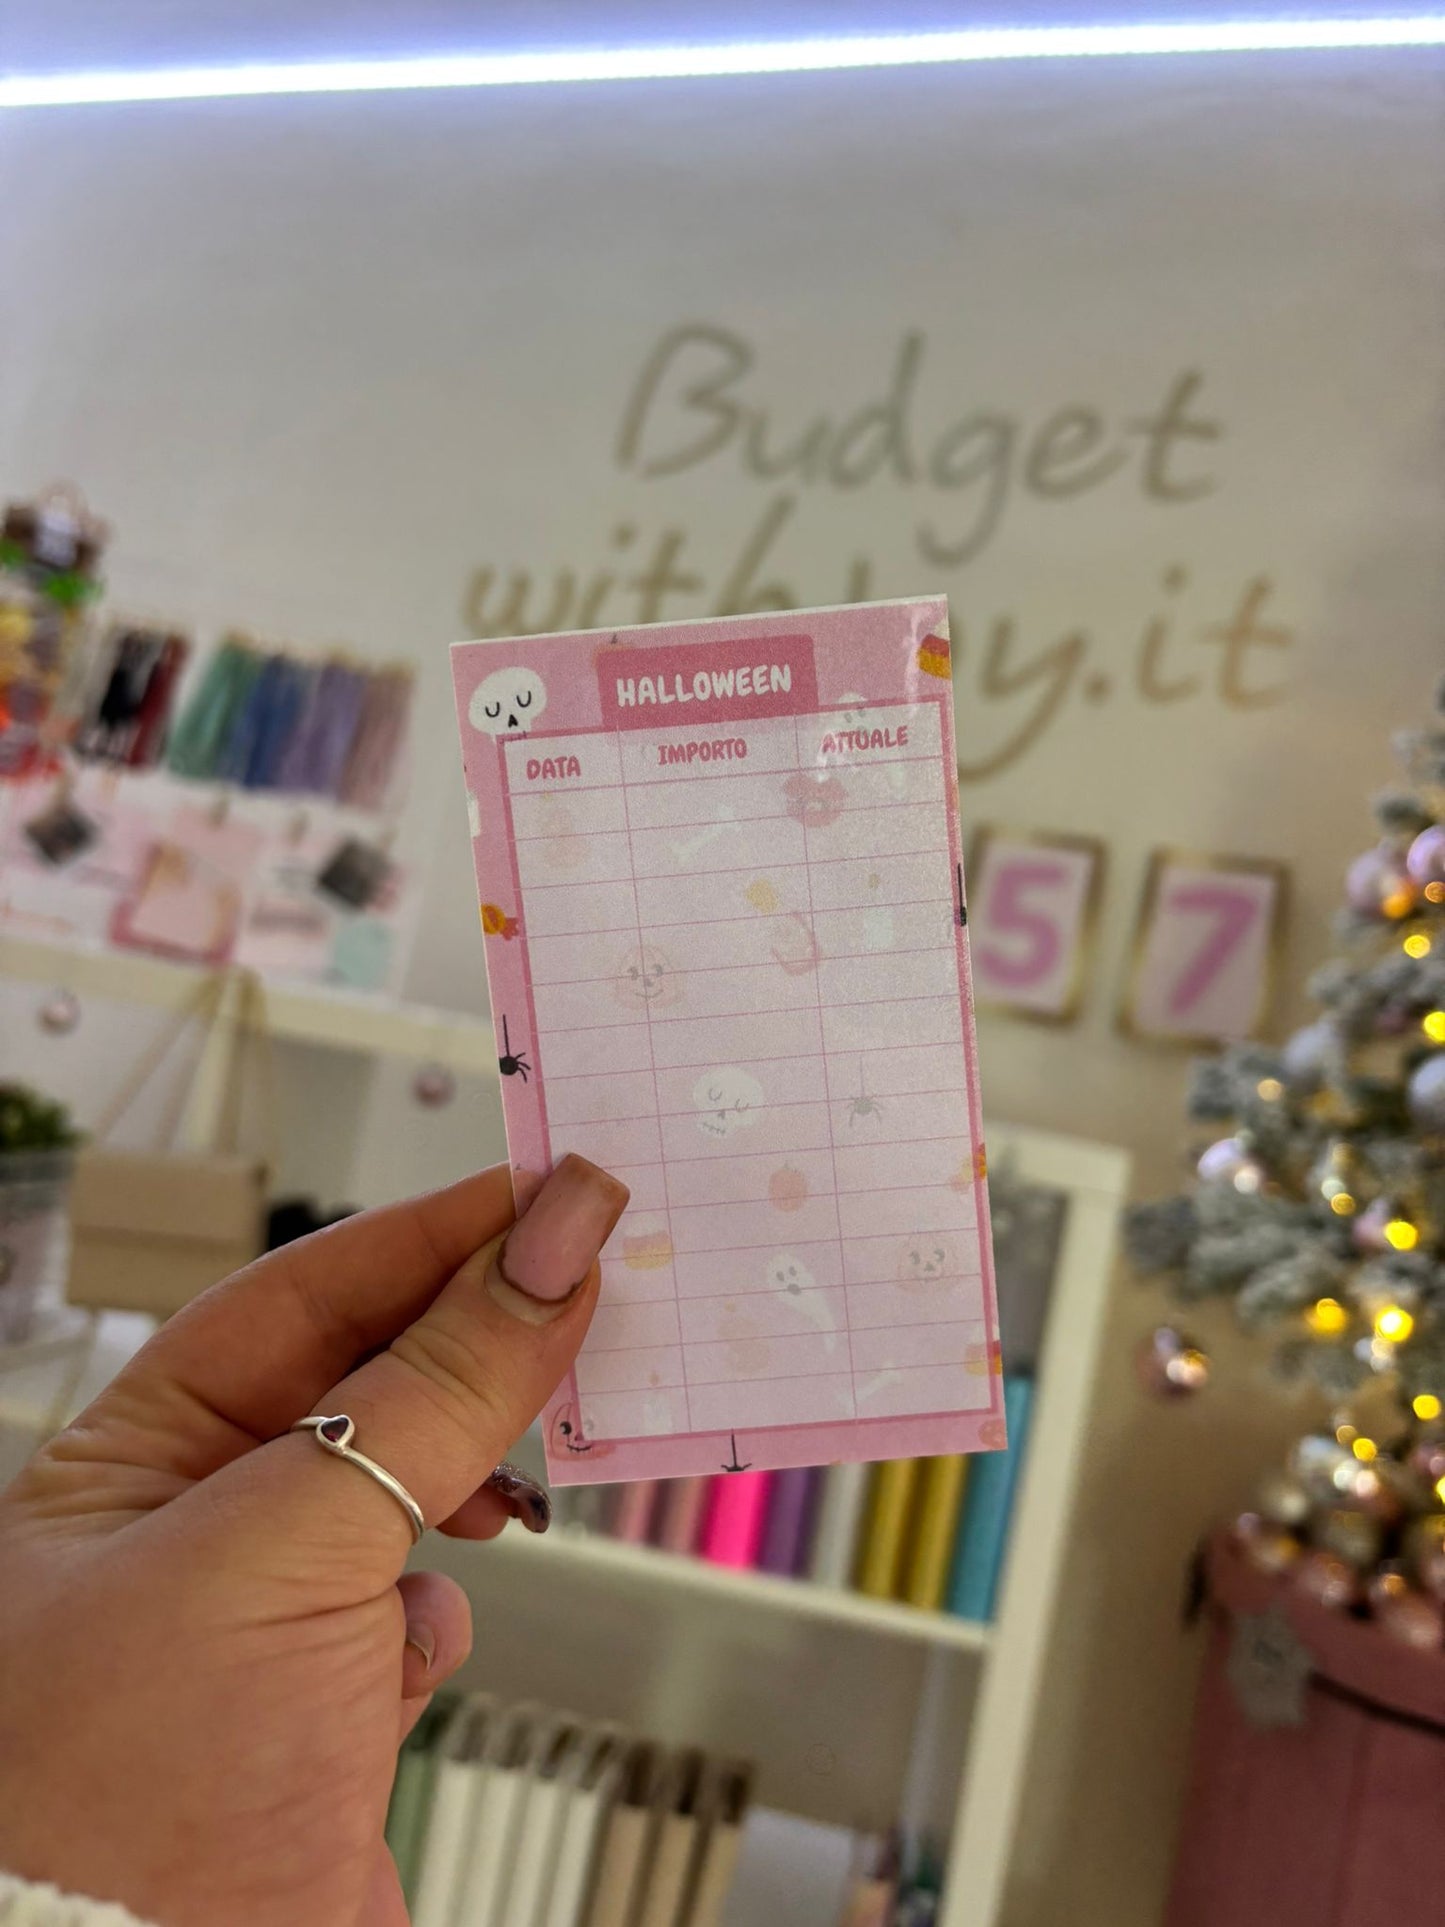 Budget
HALLOWEEN
DATA IMPORTO ATTUALE
5 7